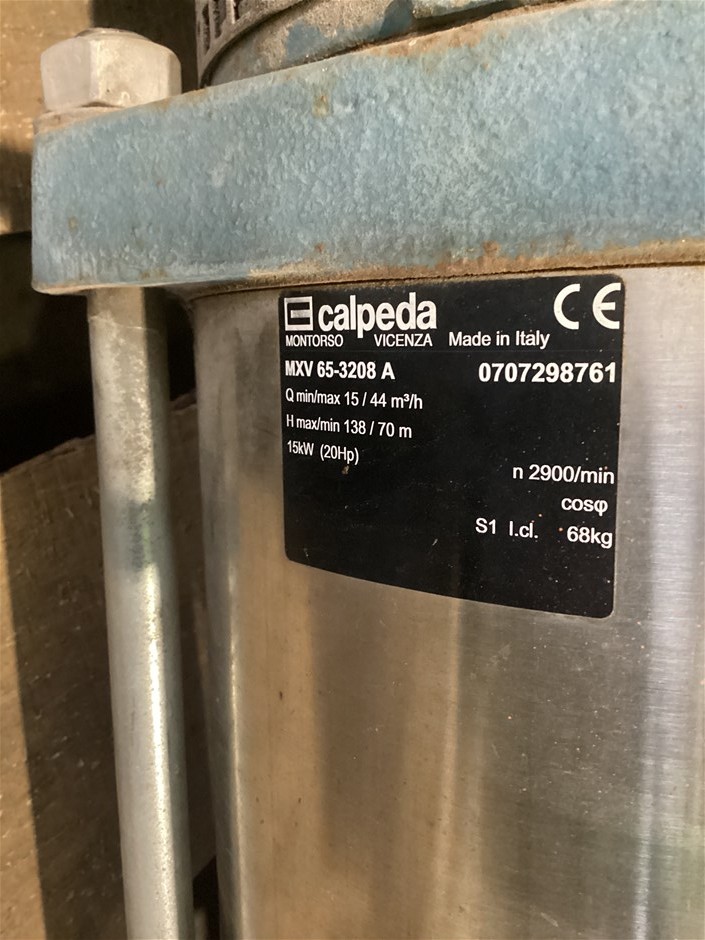 calpeda CE
MONTORSO VICENZA Made in Italy
MXV 65-3208 A 0707298761
Q min/max 15 / 44 m³/h
H max/min 138 / 70 m
15kW (20Hp)
n 2900/min
cosφ
S1 I.cl. 68kg